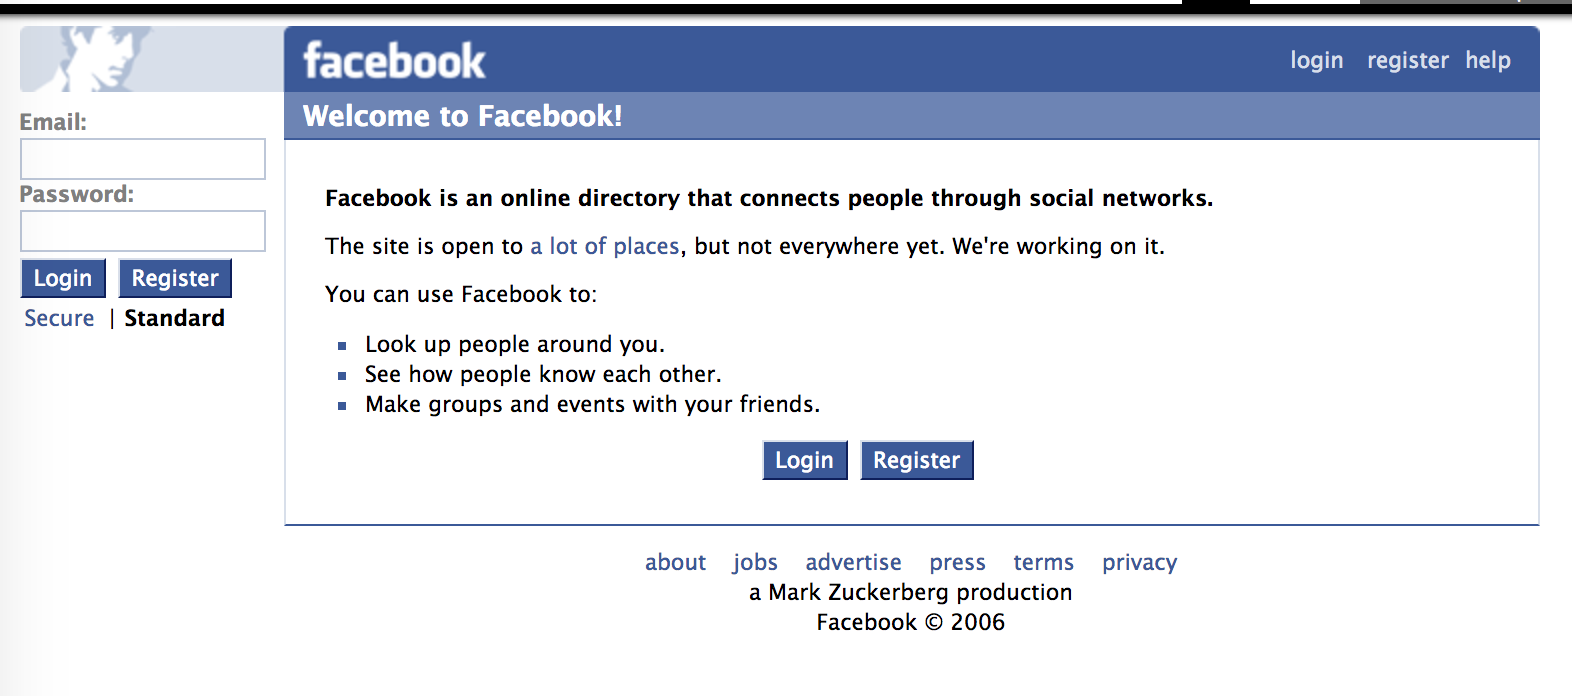 facebook
login register help
Email:
Password:
Login Register
Secure | Standard
Welcome to Facebook!
Facebook is an online directory that connects people through social networks.
The site is open to a lot of places, but not everywhere yet. We're working on it.
You can use Facebook to:
Look up people around you.
See how people know each other.
Make groups and events with your friends.
Login Register
about jobs advertise press terms privacy
a Mark Zuckerberg production
Facebook © 2006